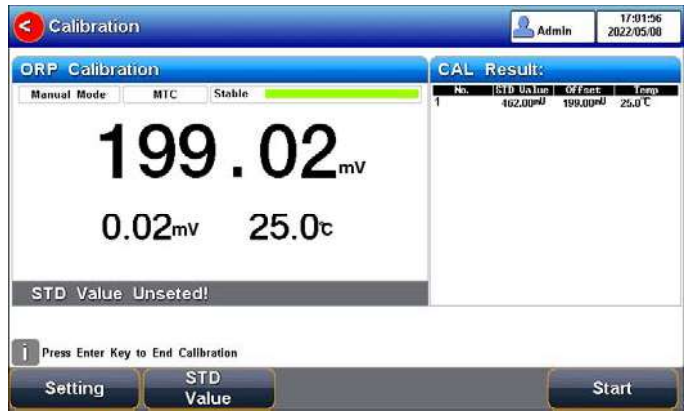 Calibration
Admin
17:01:56
2022/05/08
ORP Calibration
Manual Mode MTC Stable
199.02mV
0.02mV 25.0℃
STD Value Unseted!
CAL Result:
No. STD Value Offset Temp
1 462.00mV 199.00mV 25.0℃
i Press Enter Key to End Calibration
Setting
STD
Value
Start